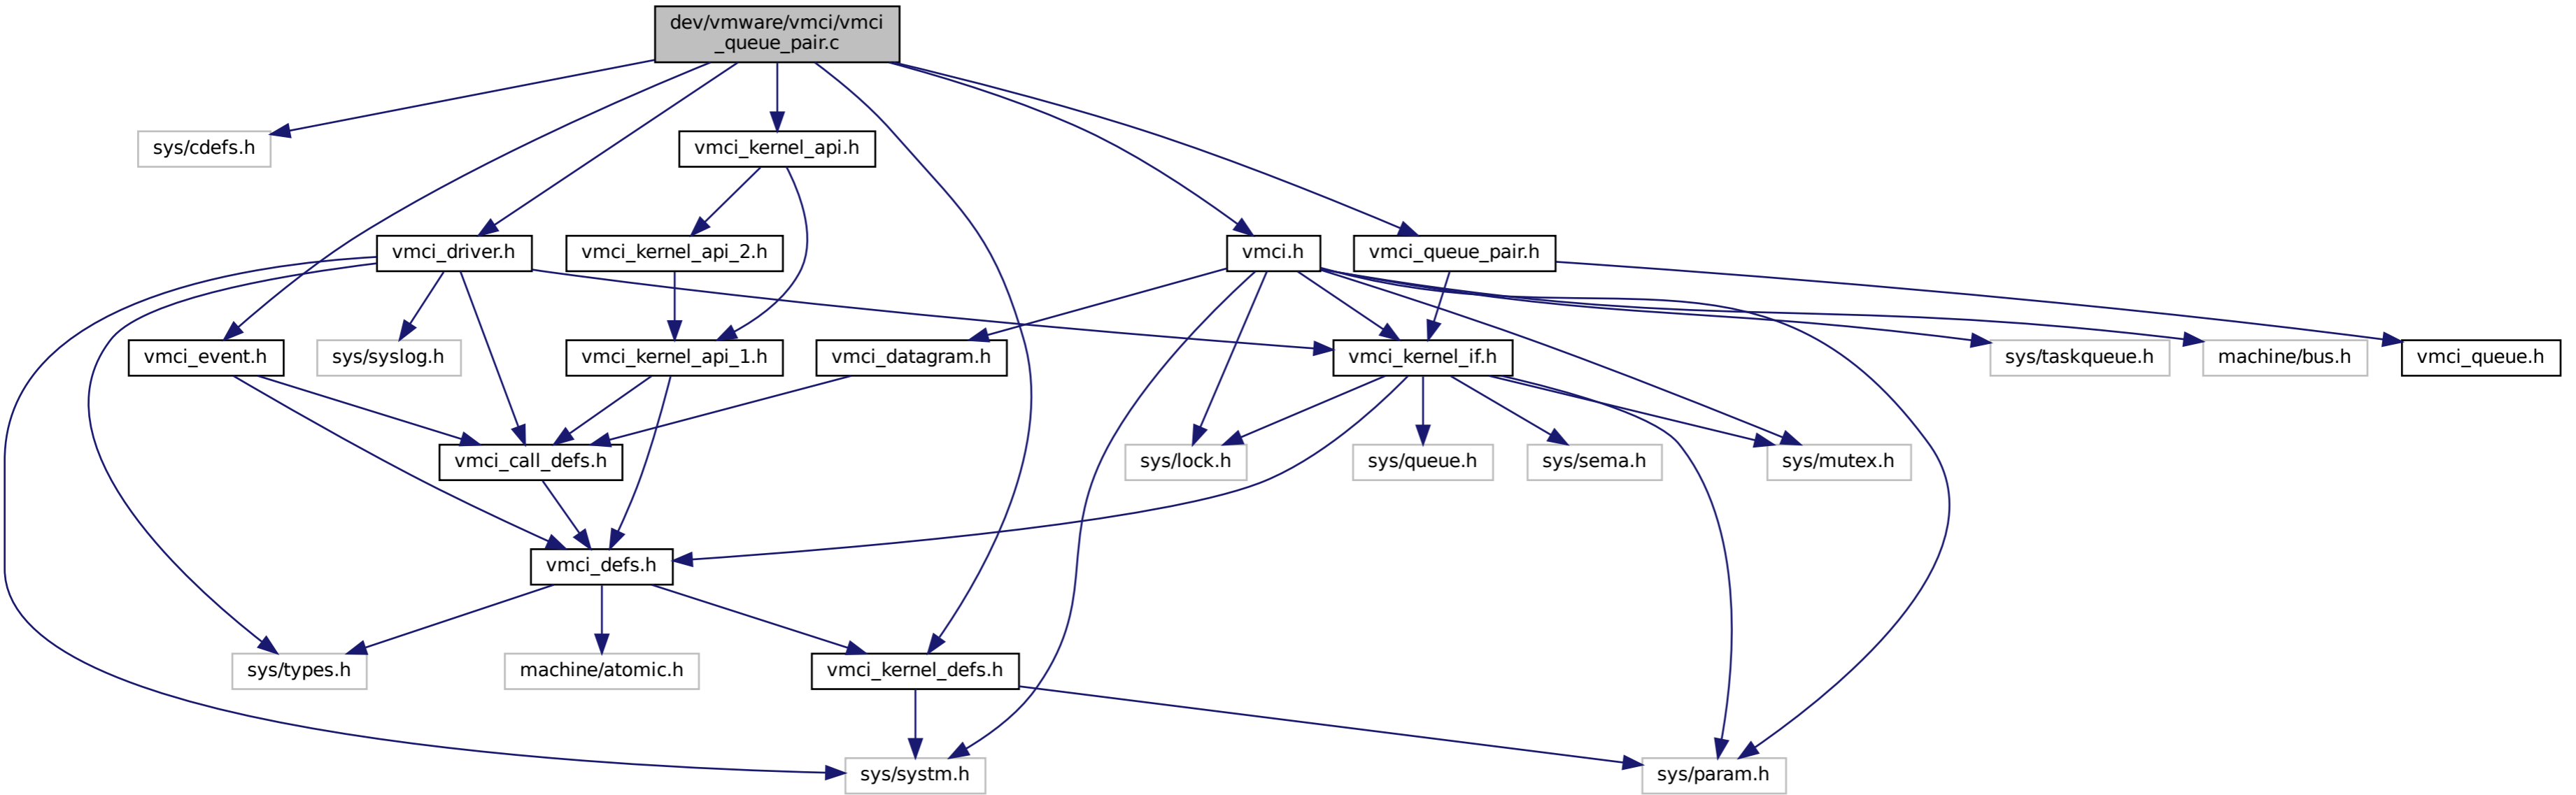 dev/vmware/vmci/vmci
_queue_pair.c
sys/cdefs.h
vmci_kernel_api.h
vmci_driver.h
vmci_kernel_api_2.h
vmci.h
vmci_queue_pair.h
vmci_event.h
sys/syslog.h
vmci_kernel_api_1.h
vmci_datagram.h
vmci_kernel_if.h
sys/taskqueue.h
machine/bus.h
vmci_queue.h
vmci_call_defs.h
sys/lock.h
sys/queue.h
sys/sema.h
sys/mutex.h
vmci_defs.h
sys/types.h
machine/atomic.h
vmci_kernel_defs.h
sys/systm.h
sys/param.h